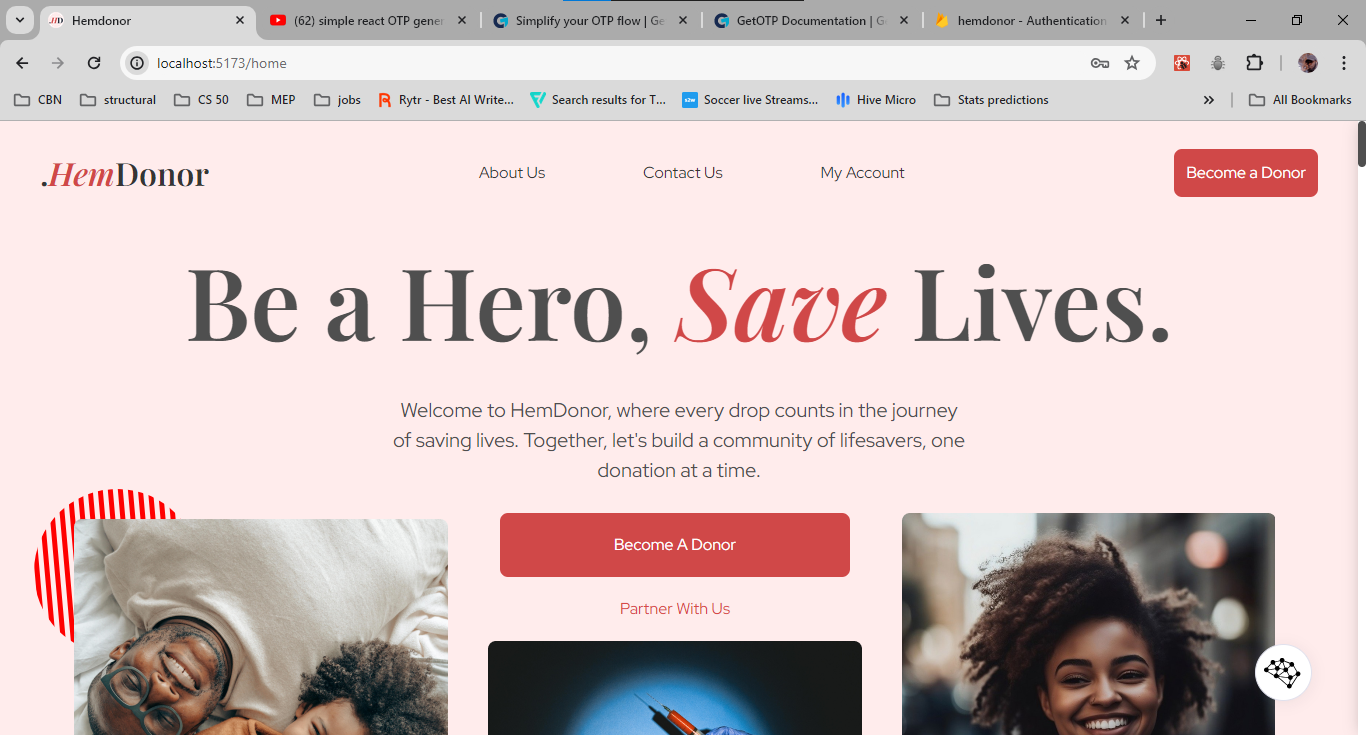 Hemdonor
(62) simple react OTP gener
Simplify your OTP flow | Ge
GetOTP Documentation | G
hemdonor - Authentication
localhost:5173/home
CBN
structural
CS 50
MEP
jobs
Rytr - Best AI Write...
Search results for T...
Soccer live Streams...
Hive Micro
Stats predictions
All Bookmarks
.HemDonor
About Us
Contact Us
My Account
Become a Donor
Be a Hero, Save Lives.
Welcome to HemDonor, where every drop counts in the journey
of saving lives. Together, let's build a community of lifesavers, one
donation at a time.
Become A Donor
Partner With Us